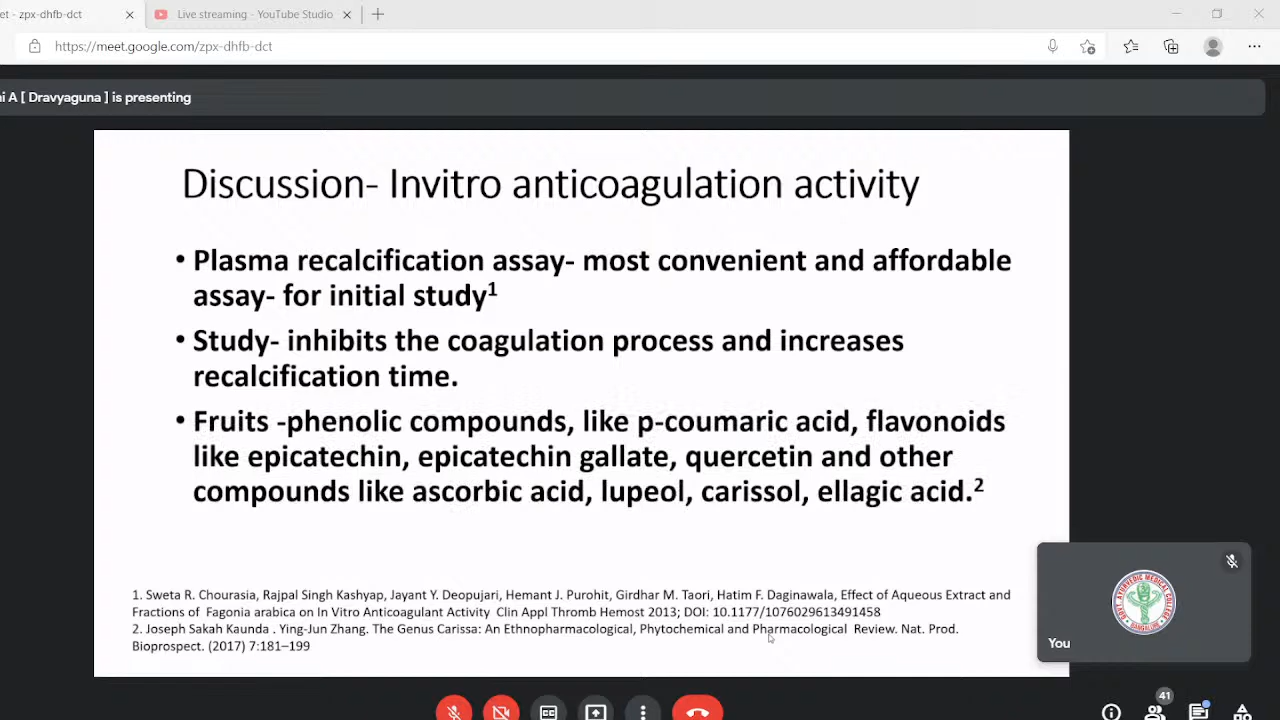 et - zpx-dhfb-dct
Live streaming - YouTube Studio
https://meet.google.com/zpx-dhfb-dct
i A [ Dravyaguna ] is presenting
Discussion- Invitro anticoagulation activity
• Plasma recalcification assay- most convenient and affordable
assay- for initial study1
• Study- inhibits the coagulation process and increases
recalcification time.
• Fruits -phenolic compounds, like p-coumaric acid, flavonoids
like epicatechin, epicatechin gallate, quercetin and other
compounds like ascorbic acid, lupeol, carissol, ellagic acid.2
1. Sweta R. Chourasia, Rajpal Singh Kashyap, Jayant Y. Deopujari, Hemant J. Purohit, Girdhar M. Taori, Hatim F. Daginawala, Effect of Aqueous Extract and
Fractions of Fagonia arabica on In Vitro Anticoagulant Activity Clin Appl Thromb Hemost 2013; DOI: 10.1177/1076029613491458
2. Joseph Sakah Kaunda . Ying-Jun Zhang. The Genus Carissa: An Ethnopharmacological, Phytochemical and Pharmacological Review. Nat. Prod.
Bioprospect. (2017) 7:181–199
You
41